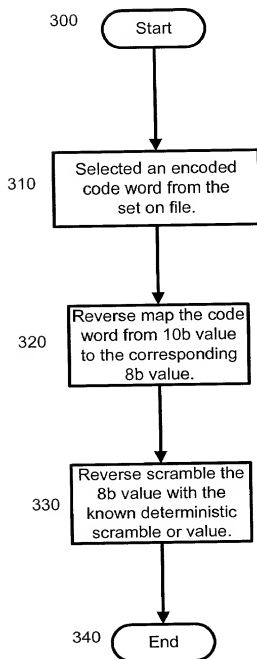 300
Start
310
Selected an encoded
code word from the
set on file.
320
Reverse map the code
word from 10b value
to the corresponding
8b value.
330
Reverse scramble the
8b value with the
known deterministic
scramble or value.
340
End